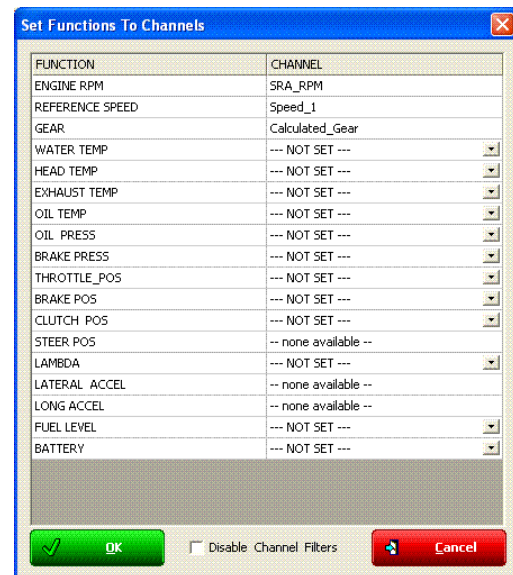 Set Functions To Channels
FUNCTION CHANNEL
ENGINE RPM SRA_RPM
REFERENCE SPEED Speed_1
GEAR Calculated_Gear
WATER TEMP --- NOT SET ---
HEAD TEMP --- NOT SET ---
EXHAUST TEMP --- NOT SET ---
OIL TEMP --- NOT SET ---
OIL PRESS --- NOT SET ---
BRAKE PRESS --- NOT SET ---
THROTTLE_POS --- NOT SET ---
BRAKE POS --- NOT SET ---
CLUTCH POS --- NOT SET ---
STEER POS -- none available --
LAMBDA --- NOT SET ---
LATERAL ACCEL -- none available --
LONG ACCEL -- none available --
FUEL LEVEL --- NOT SET ---
BATTERY --- NOT SET ---
OK Disable Channel Filters Cancel